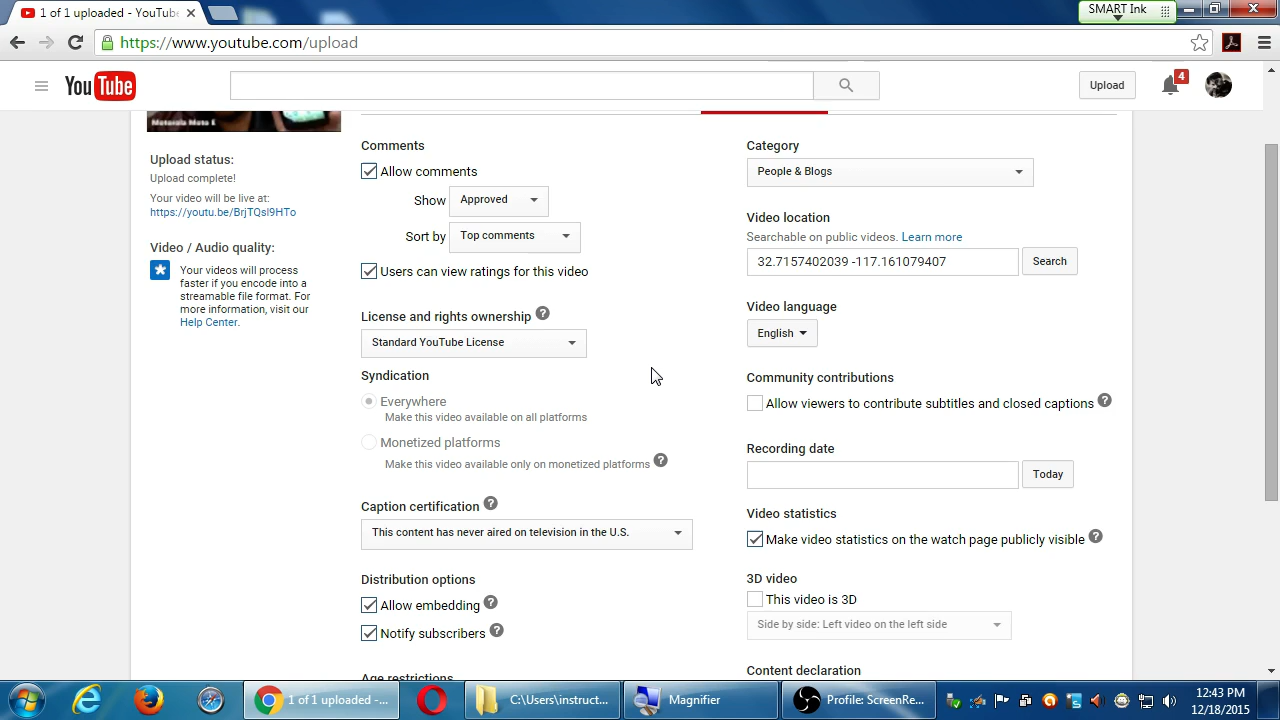 1 of 1 uploaded - YouTube
SMART Ink
https://www.youtube.com/upload
YouTube
Upload
4
Motorola Moto E
Upload status:
Upload complete!
Your video will be live at:
https://youtu.be/BrjTQsI9HTo
Video / Audio quality:
Your videos will process
faster if you encode into a
streamable file format. For
more information, visit our
Help Center.
Comments
Allow comments
Show Approved
Sort by Top comments
Users can view ratings for this video
License and rights ownership ?
Standard YouTube License
Syndication
Everywhere
Make this video available on all platforms
Monetized platforms
Make this video available only on monetized platforms ?
Caption certification ?
This content has never aired on television in the U.S.
Distribution options
Allow embedding ?
Notify subscribers ?
Age restrictions
Category
People & Blogs
Video location
Searchable on public videos. Learn more
32.7157402039 -117.161079407 Search
Video language
English
Community contributions
Allow viewers to contribute subtitles and closed captions ?
Recording date
Today
Video statistics
Make video statistics on the watch page publicly visible ?
3D video
This video is 3D
Side by side: Left video on the left side
Content declaration
1 of 1 uploaded -...
C:\Users\instruct...
Magnifier
Profile: ScreenRe...
12:43 PM
12/18/2015